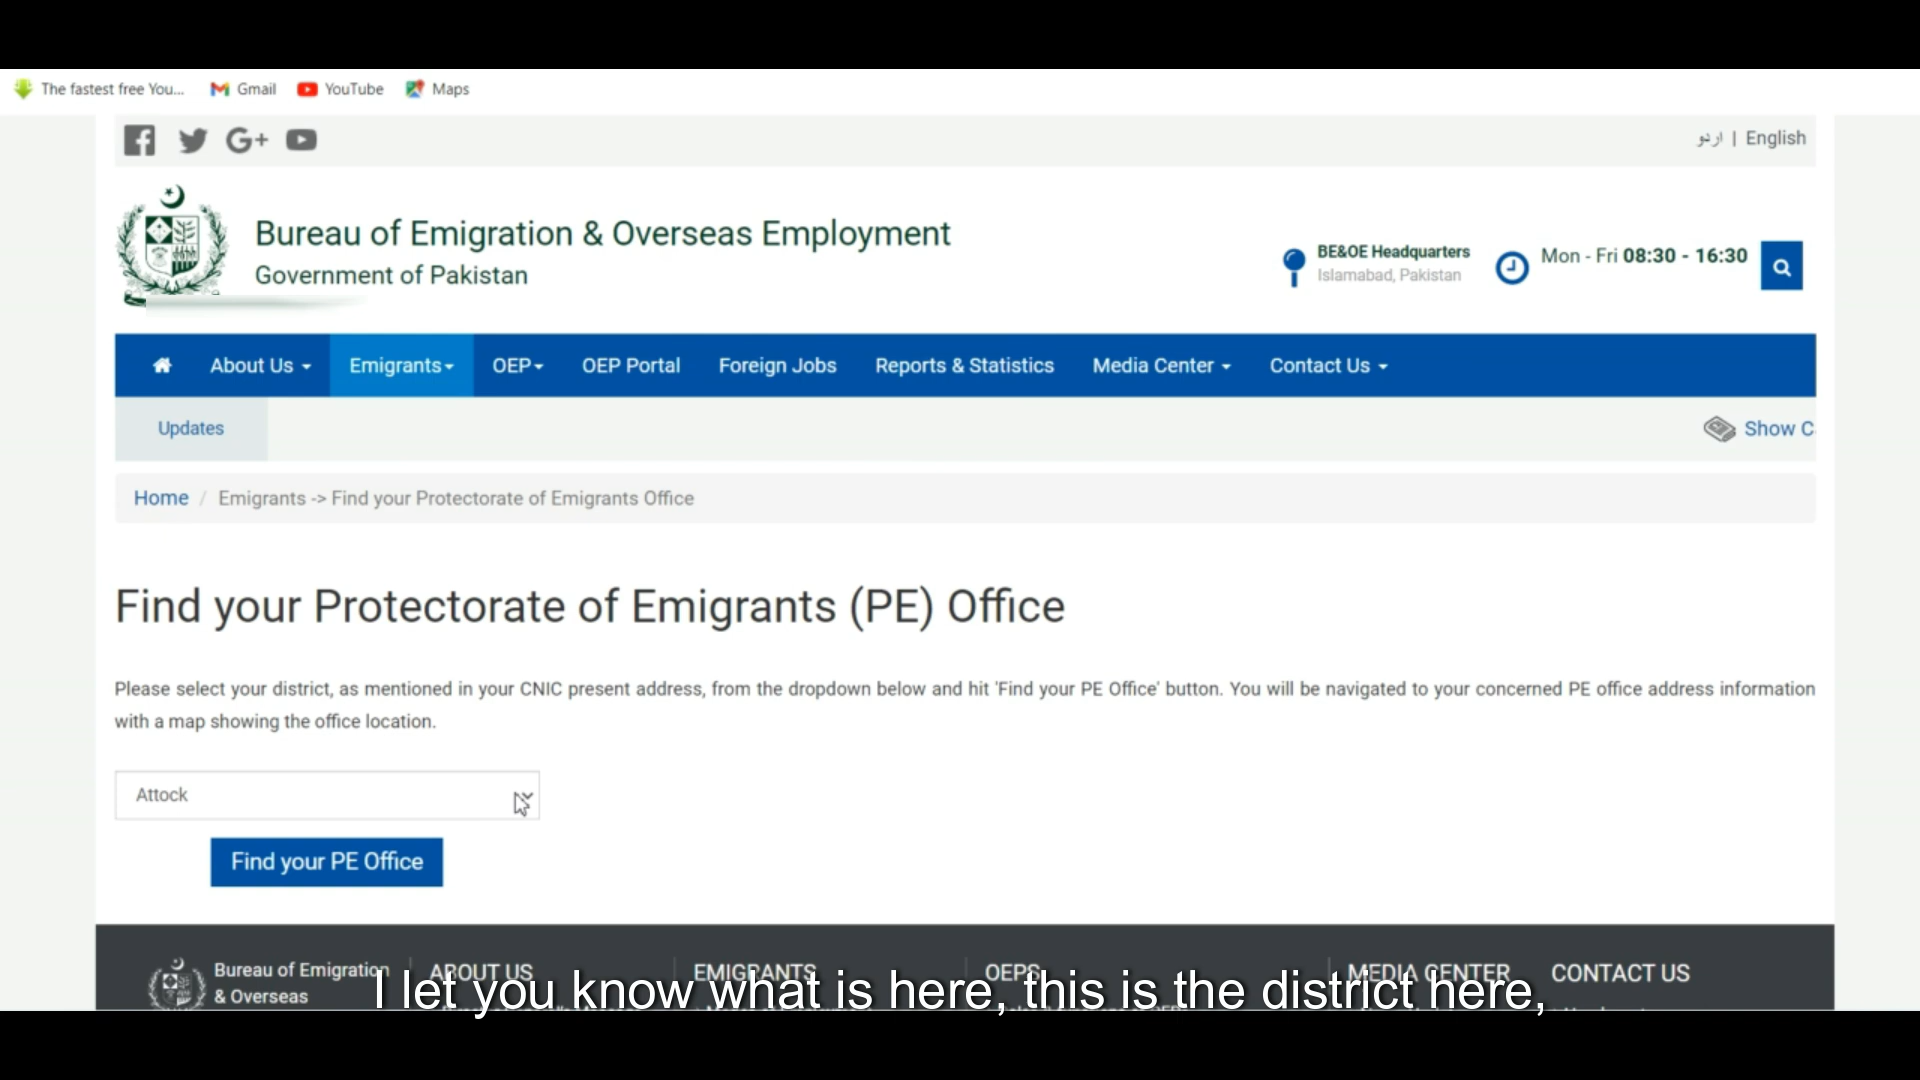 The fastest free You...
Gmail
YouTube
Maps
اردو | English
Bureau of Emigration & Overseas Employment
Government of Pakistan
BE&OE Headquarters
Islamabad, Pakistan
Mon - Fri 08:30 - 16:30
About Us
Emigrants
OEP
OEP Portal
Foreign Jobs
Reports & Statistics
Media Center
Contact Us
Updates
Show C
Home / Emigrants -> Find your Protectorate of Emigrants Office
Find your Protectorate of Emigrants (PE) Office
Please select your district, as mentioned in your CNIC present address, from the dropdown below and hit 'Find your PE Office' button. You will be navigated to your concerned PE office address information
with a map showing the office location.
Attock
Find your PE Office
Bureau of Emigration
& Overseas
ABOUT US
EMIGRANTS
OEPS
MEDIA CENTER
CONTACT US
I let you know what is here, this is the district here,